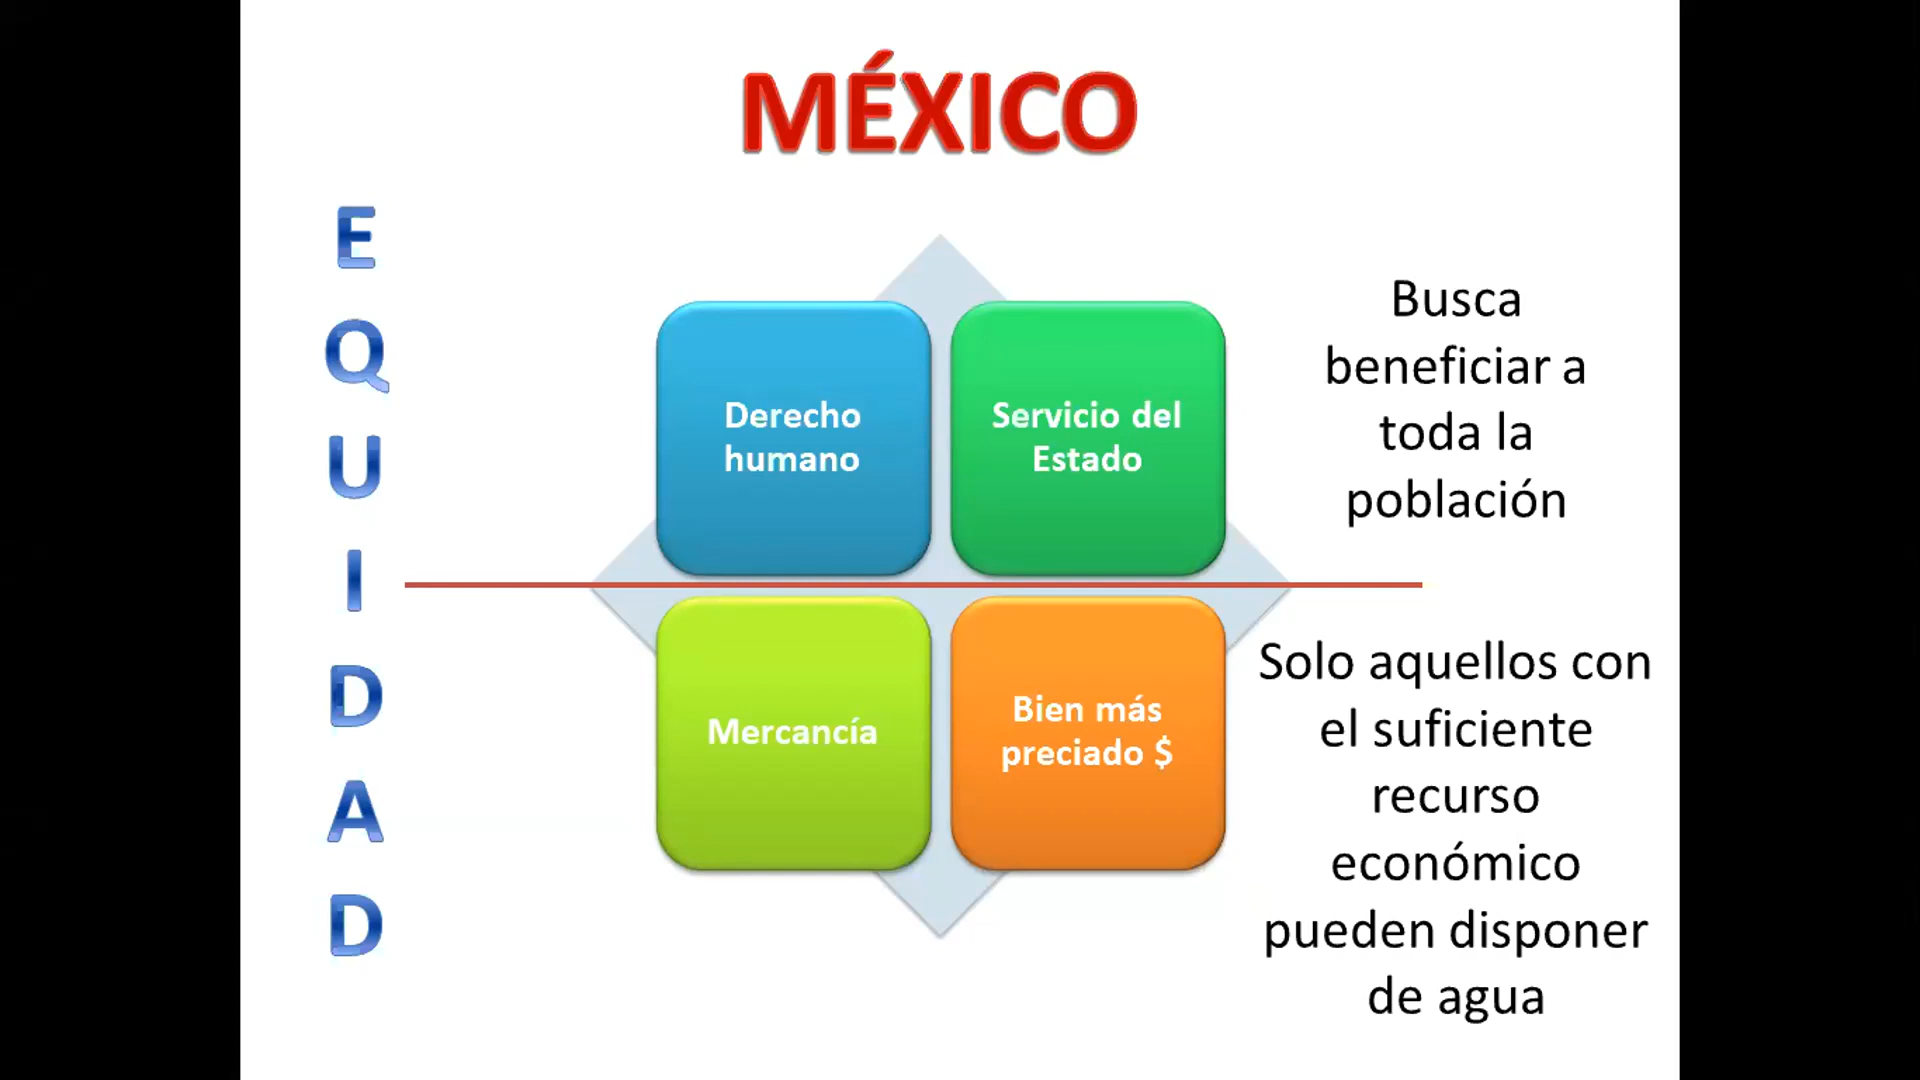 MÉXICO
E
Q
U
I
D
A
D
Derecho
humano
Servicio del
Estado
Busca
beneficiar a
toda la
población
Mercancía
Bien más
preciado $
Solo aquellos con
el suficiente
recurso
económico
pueden disponer
de agua